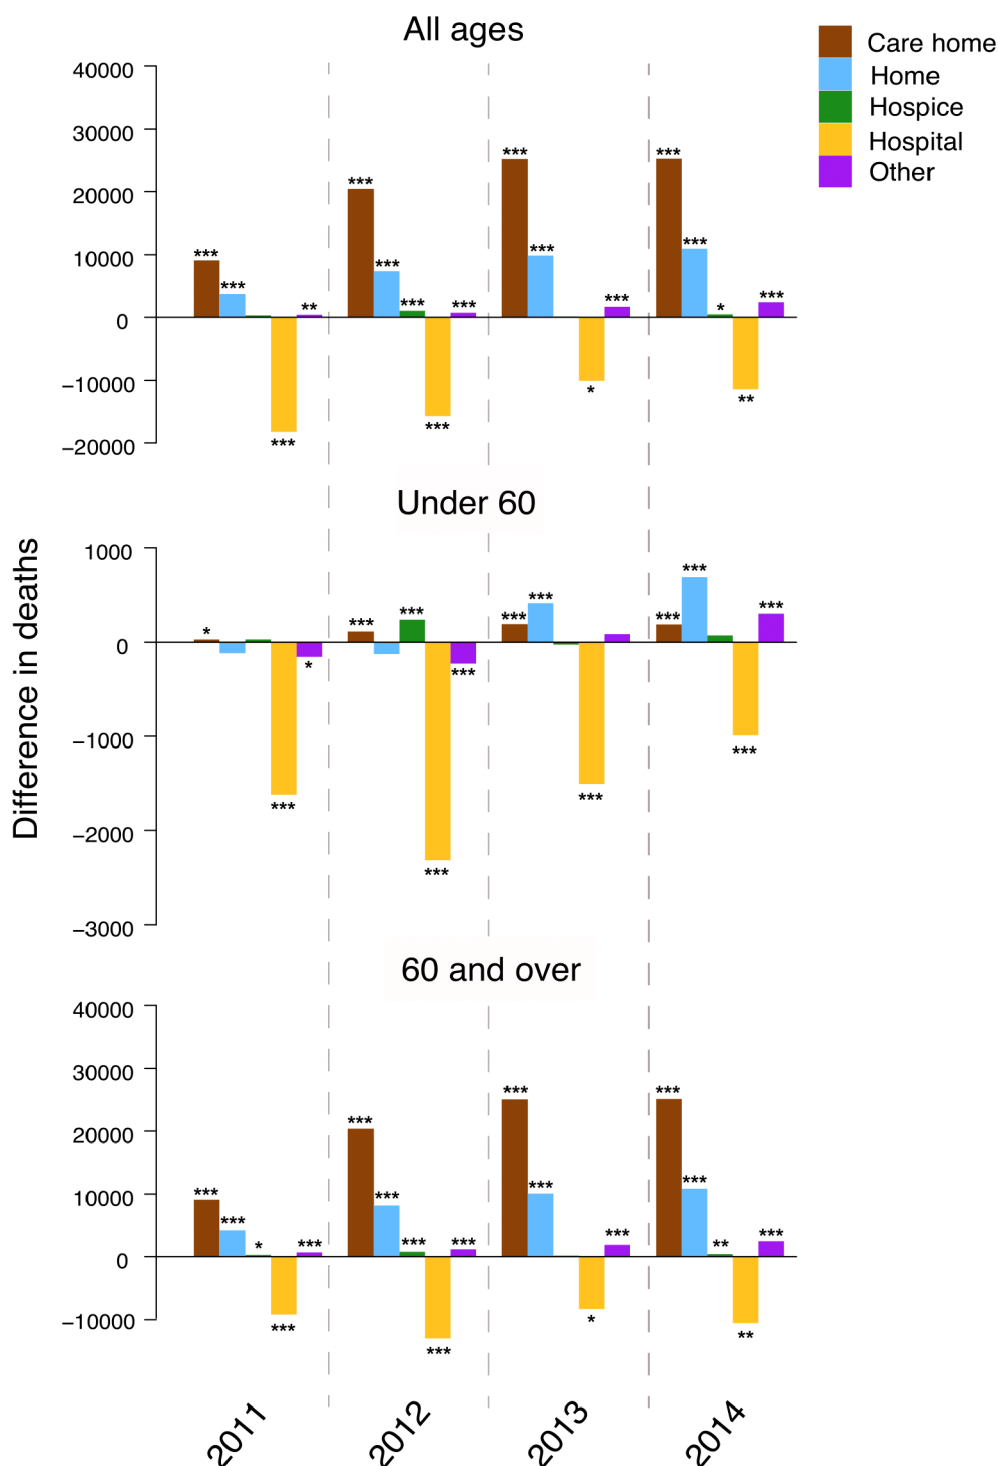 All ages
Care home
Home
Hospice
Hospital
Other
40000
30000
20000
10000
0
−10000
−20000
*** *** ** ***
*** *** *** *** ***
*** *** *** *
*** *** * *** **
Difference in deaths
Under 60
1000
0
−1000
−2000
−3000
* * ***
*** *** *** ***
*** *** ***
*** *** *** ***
60 and over
40000
30000
20000
10000
0
−10000
*** *** * *** ***
*** *** *** *** ***
*** *** *** *
*** *** ** *** **
2011
2012
2013
2014